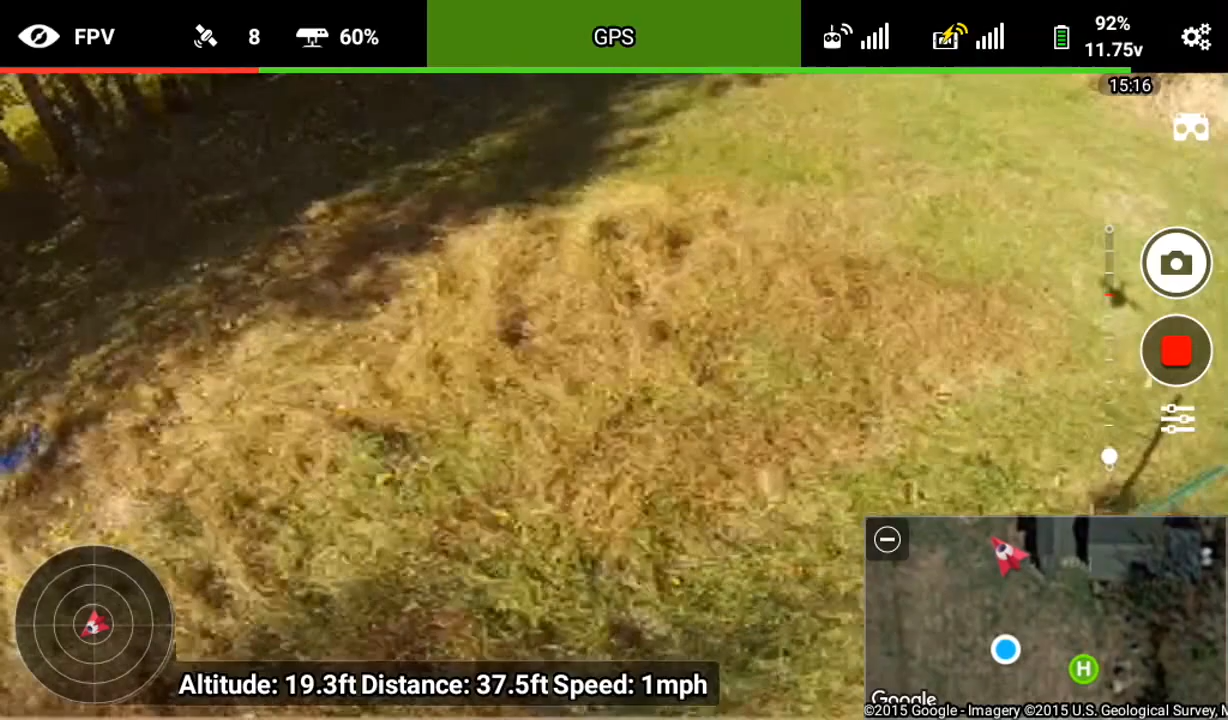 FPV 8 60% GPS 92%
11.75v
15:16
Altitude: 19.3ft Distance: 37.5ft Speed: 1mph
H
Google
©2015 Google - Imagery ©2015 U.S. Geological Survey, M